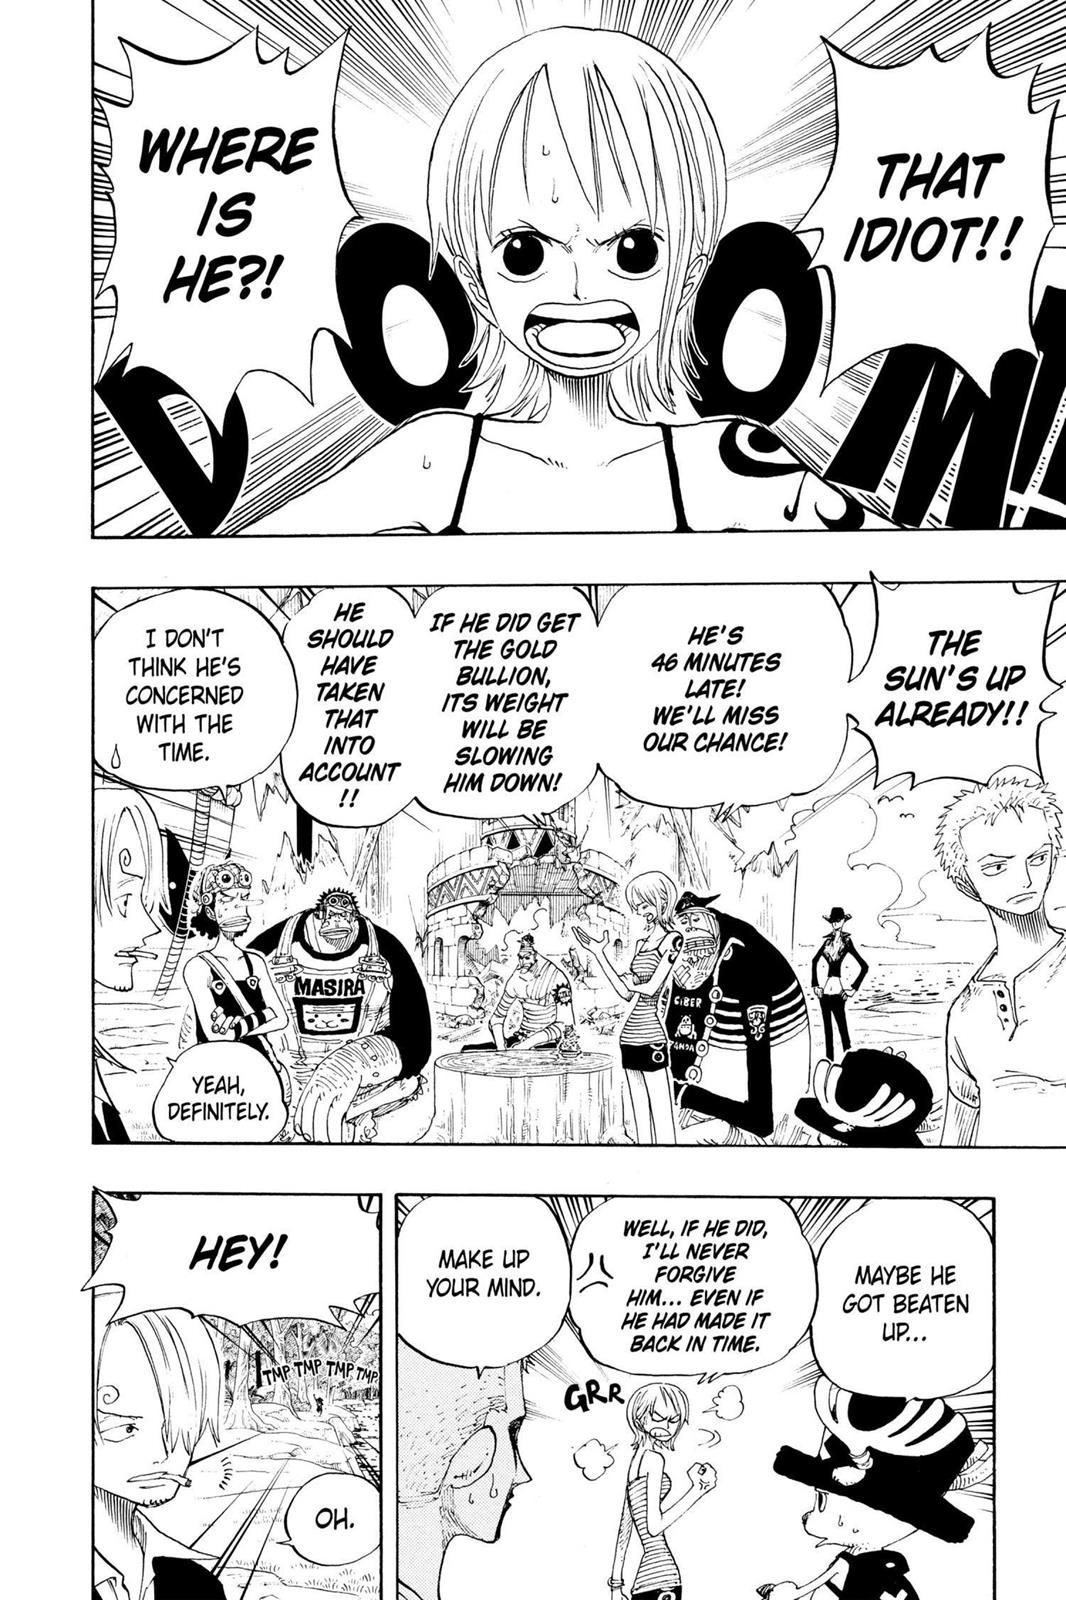 THAT
IDIOT!!
WHERE
IS
HE?!
DOOM!!
THE
SUN'S UP
ALREADY!!
HE'S
46 MINUTES
LATE!
WE'LL MISS
OUR CHANCE!
IF HE DID GET
THE GOLD
BULLION,
ITS WEIGHT
WILL BE
SLOWING
HIM DOWN!
HE
SHOULD
HAVE
TAKEN
THAT
INTO
ACCOUNT
!!
I DON'T
THINK HE'S
CONCERNED
WITH THE
TIME.
MASIRA
CIBER
PANDA
YEAH,
DEFINITELY.
MAYBE HE
GOT BEATEN
UP...
WELL, IF HE DID,
I'LL NEVER
FORGIVE
HIM... EVEN IF
HE HAD MADE IT
BACK IN TIME.
GRR
MAKE UP
YOUR MIND.
HEY!
TMP TMP TMP TMP
OH.